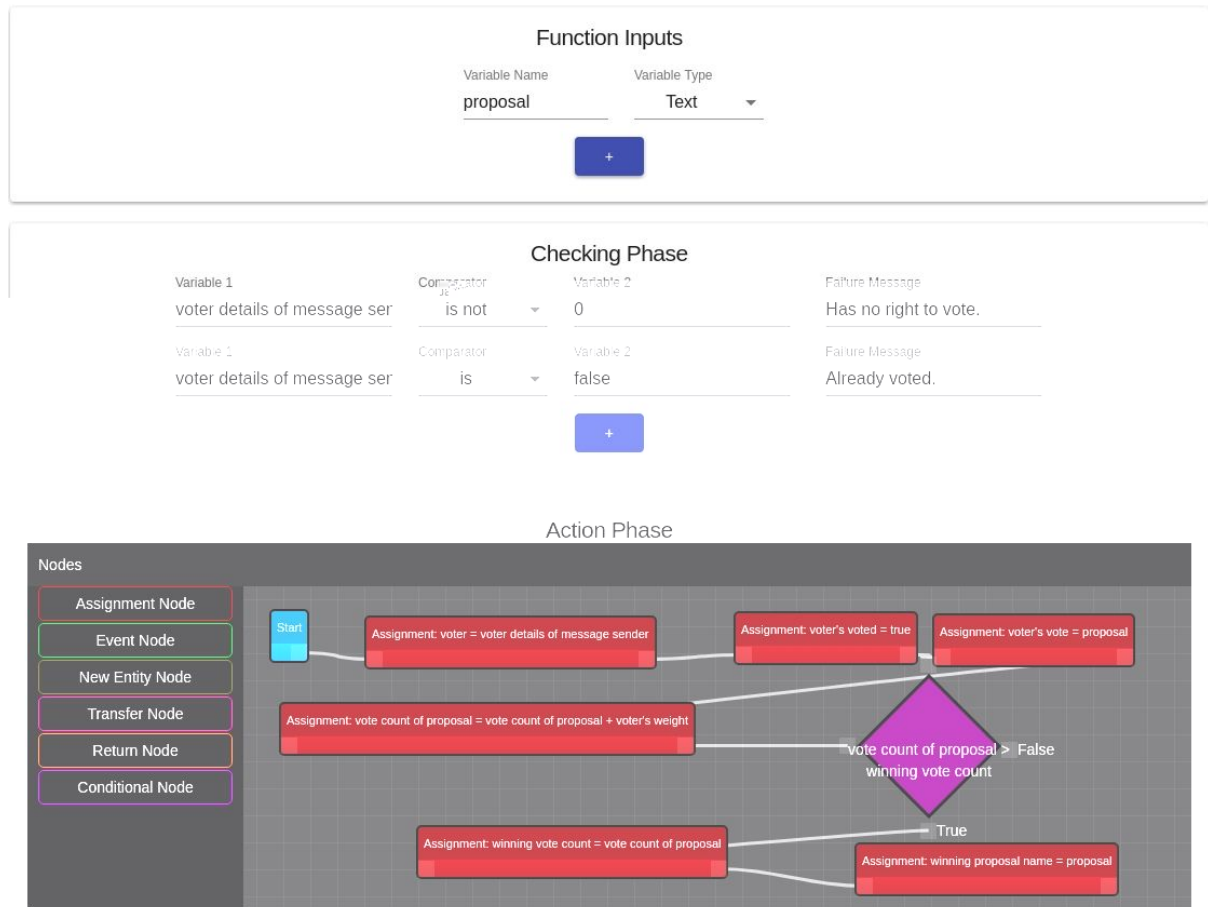 Function Inputs
Variable Name Variable Type
proposal Text
+
Checking Phase
Variable 1 Comparator Variable 2 Failure Message
voter details of message ser is not 0 Has no right to vote.
Variable 1 Comparator Variable 2 Failure Message
voter details of message ser is false Already voted.
+
Action Phase
Nodes
Assignment Node
Event Node
New Entity Node
Transfer Node
Return Node
Conditional Node
Start
Assignment: voter = voter details of message sender
Assignment: voter's voted = true
Assignment: voter's vote = proposal
Assignment: vote count of proposal = vote count of proposal + voter's weight
vote count of proposal >
winning vote count
False
True
Assignment: winning vote count = vote count of proposal
Assignment: winning proposal name = proposal